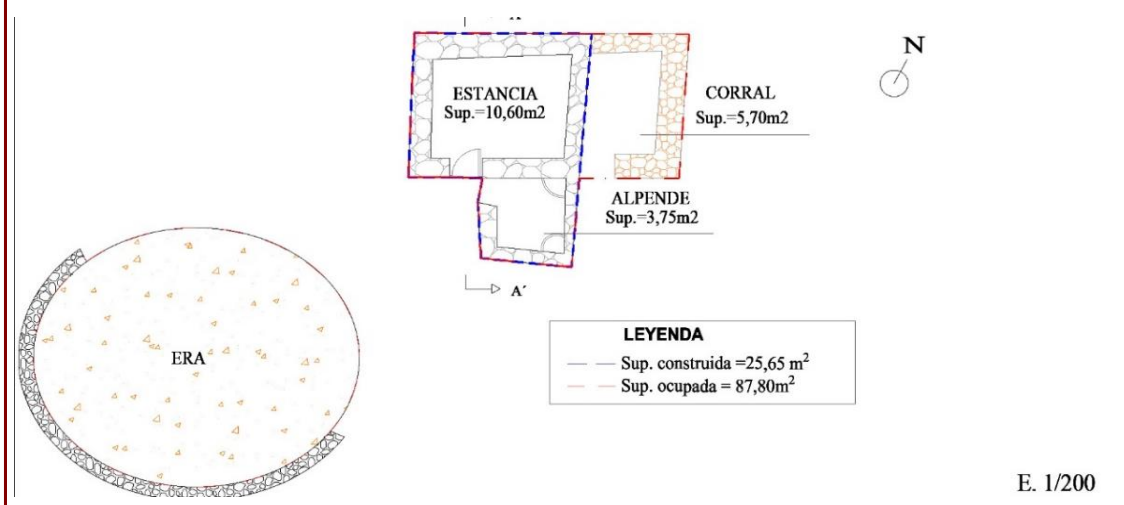 N
ESTANCIA
Sup.=10,60m2
CORRAL
Sup.=5,70m2
ALPENDE
Sup.=3,75m2
A´
ERA
LEYENDA
Sup. construida =25,65 m²
Sup. ocupada = 87,80m²
E. 1/200